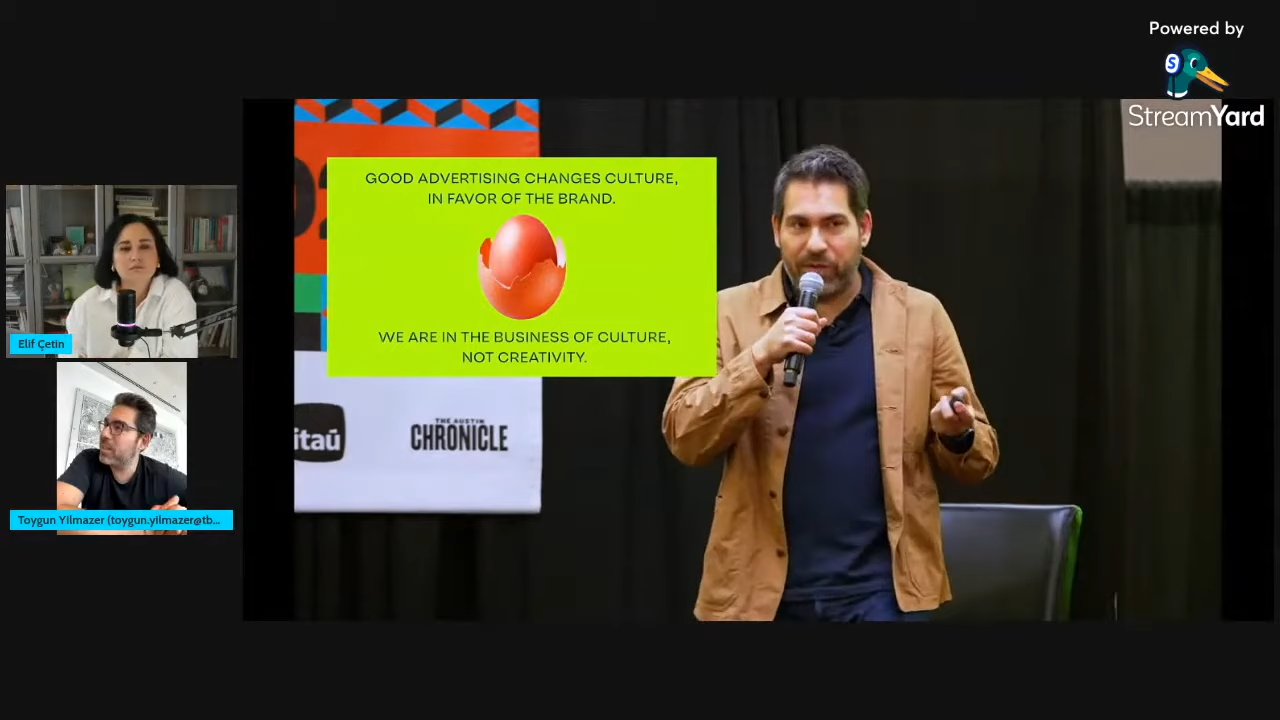 Powered by
S
StreamYard
GOOD ADVERTISING CHANGES CULTURE,
IN FAVOR OF THE BRAND.
WE ARE IN THE BUSINESS OF CULTURE,
NOT CREATIVITY.
itaú
THE AUSTIN
CHRONICLE
Elif Çetin
Toygun Yilmazer (toygun.yilmazer@tb...